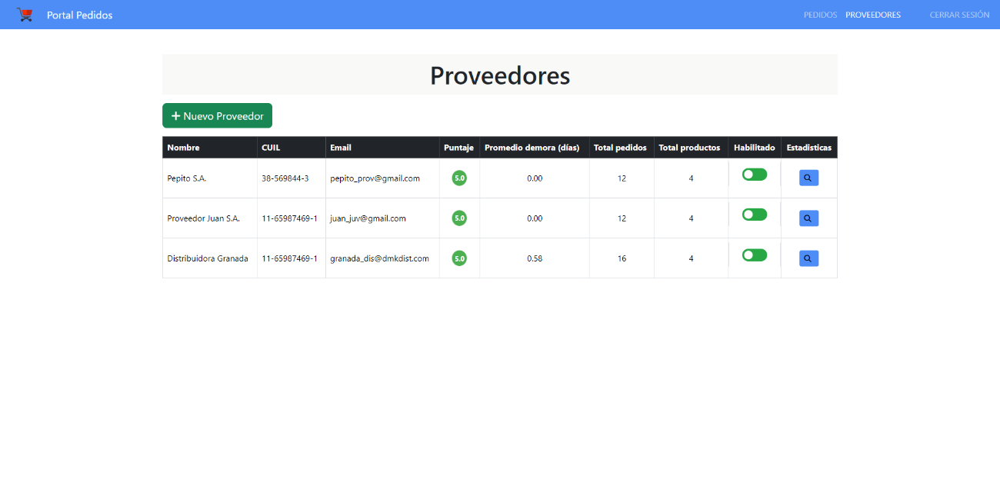 Portal Pedidos PEDIDOS PROVEEDORES CERRAR SESIÓN
Proveedores
Nuevo Proveedor
Nombre CUIL Email Puntaje Promedio demora (días) Total pedidos Total productos Habilitado Estadisticas
Pepito S.A. 38-569844-3 pepito_prov@gmail.com 5.0 0.00 12 4
Proveedor Juan S.A. 11-65987469-1 juan_juv@gmail.com 5.0 0.00 12 4
Distribuidora Granada 11-65987469-1 granada_dis@dmkdist.com 5.0 0.58 16 4